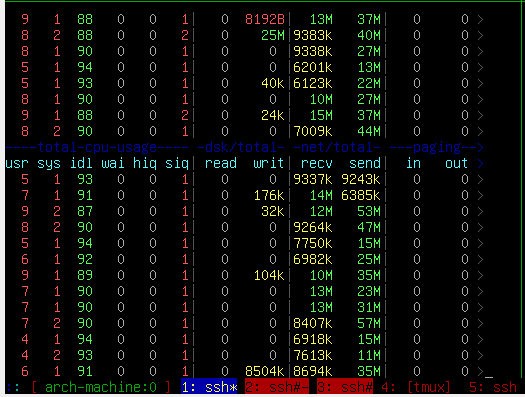 9 1 88 0 0 1| 0 8192B| 13M 37M| 0 0 >
8 2 88 0 0 2| 0 25M|9383k 40M| 0 0 >
8 1 90 0 0 1| 0 0 |9338k 27M| 0 0 >
5 1 94 0 0 1| 0 0 |6201k 13M| 0 0 >
5 1 93 0 0 1| 0 40k|6123k 22M| 0 0 >
8 1 90 0 0 1| 0 0 | 10M 27M| 0 0 >
9 1 88 0 0 2| 0 24k| 15M 37M| 0 0 >
8 2 90 0 0 1| 0 0 |7009k 44M| 0 0 >
----total-cpu-usage---- -dsk/total- -net/total- ---paging-->
usr sys idl wai hiq siq| read writ| recv send| in out >
5 1 93 0 0 1| 0 0 |9337k 9243k| 0 0 >
7 1 91 0 0 1| 0 176k| 14M 6385k| 0 0 >
9 2 87 0 0 1| 0 32k| 12M 53M| 0 0 >
8 2 90 0 0 1| 0 0 |9264k 47M| 0 0 >
5 1 94 0 0 1| 0 0 |7750k 15M| 0 0 >
6 1 92 0 0 1| 0 0 |6982k 25M| 0 0 >
9 1 89 0 0 1| 0 104k| 10M 35M| 0 0 >
7 1 90 0 0 1| 0 0 | 13M 23M| 0 0 >
7 1 90 0 0 1| 0 0 | 13M 31M| 0 0 >
7 2 90 0 0 1| 0 0 |8407k 57M| 0 0 >
4 1 94 0 0 1| 0 0 |6918k 15M| 0 0 >
4 2 93 0 0 1| 0 0 |7613k 11M| 0 0 >
6 1 91 0 0 1| 0 8504k|8694k 35M| 0 0 >_
:: [ arch-machine:0 ] 1: ssh* 2: ssh#- 3: ssh# 4: [tmux] 5: ssh